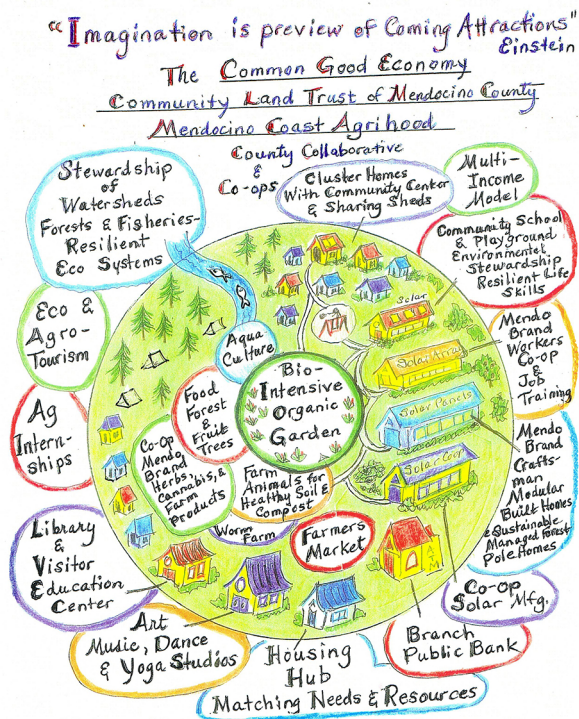 "Imagination is preview of Coming Attractions"
Einstein
The Common Good Economy
Community Land Trust of Mendocino County
Mendocino Coast Agrihood
County Collaborative
&
Co-ops
Stewardship
of
Watersheds
Forests & Fisheries-
Resilient
Eco Systems
Cluster Homes
With Community Center
& Sharing Sheds
Multi-
Income
Model
Community School
& Playground
Environmental
Stewardship
Resilient Life
Skills
Eco &
Agro-
Tourism
Solar
Mendo
Brand
Workers
Co-op
&
Job
Training
Solar Array
Aqua
Culture
Bio-
Intensive
Organic
Garden
Food
Forest
&
Fruit
Trees
Solar Panels
Ag
Intern-
ships
Co-op
Mendo
Brand
Herbs,
Cannabis, &
Farm
Products
Farm
Animals for
Healthy Soil &
Compost
Mendo
Brand
Crafts-
man
Modular
Built Homes
& Sustainable
Managed Forest
Pole Homes
Worm
Farm
Farmers
Market
Library
&
Visitor
Education
Center
ATM
Co-op
Solar Mfg.
Art
Music, Dance
& Yoga Studios
Housing
Hub
Matching Needs & Resources
Branch
Public Bank